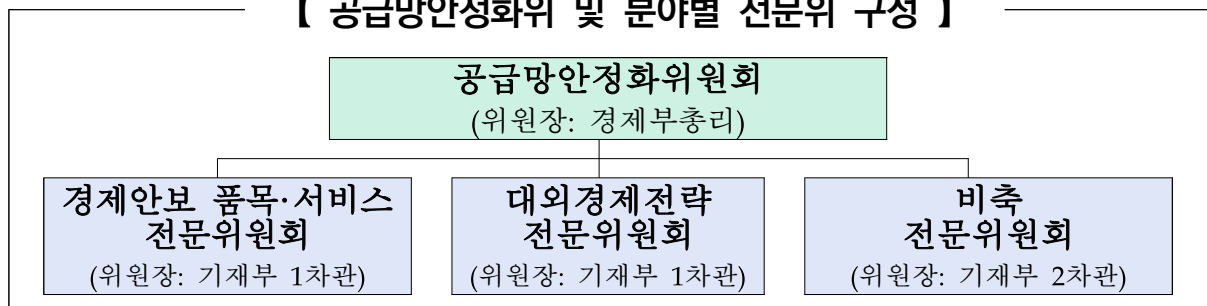 【 공급망안정화위 및 분야별 전문위 구성 】
공급망안정화위원회
(위원장: 경제부총리)
경제안보 품목·서비스
전문위원회
(위원장: 기재부 1차관)
대외경제전략
전문위원회
(위원장: 기재부 1차관)
비축
전문위원회
(위원장: 기재부 2차관)